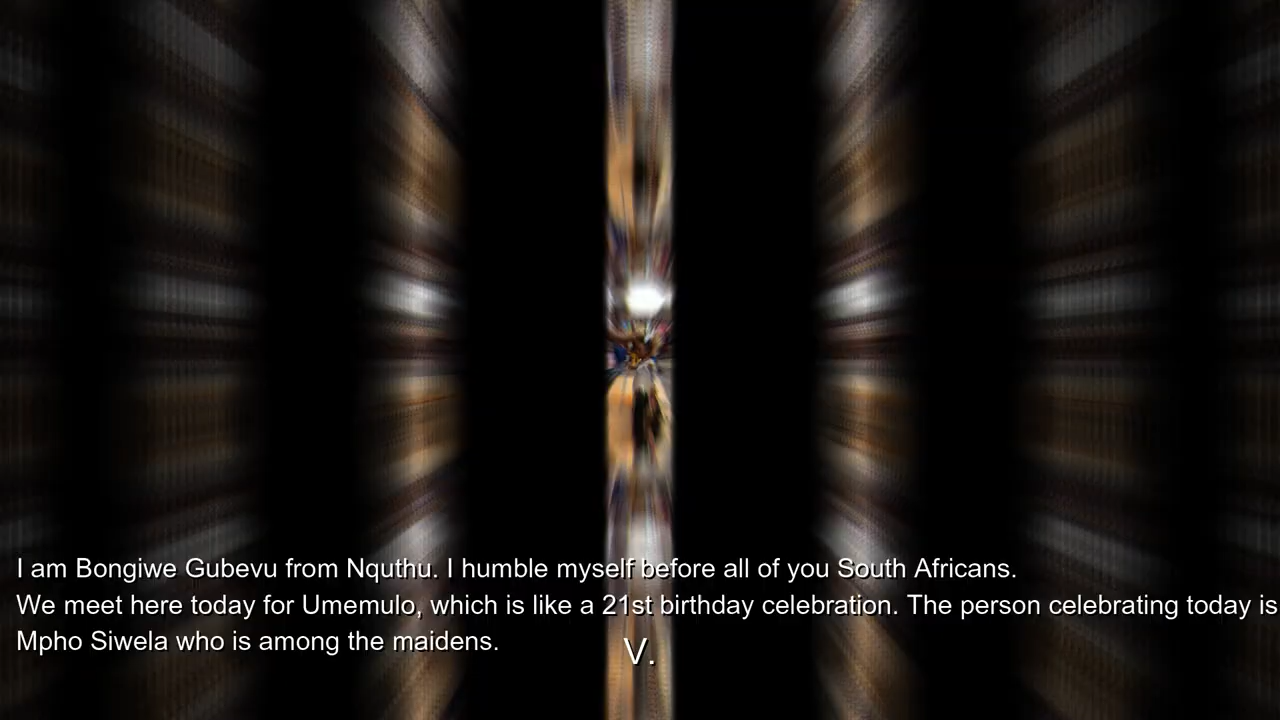 I am Bongiwe Gubevu from Nquthu. I humble myself before all of you South Africans.
We meet here today for Umemulo, which is like a 21st birthday celebration. The person celebrating today is
Mpho Siwela who is among the maidens.
V.